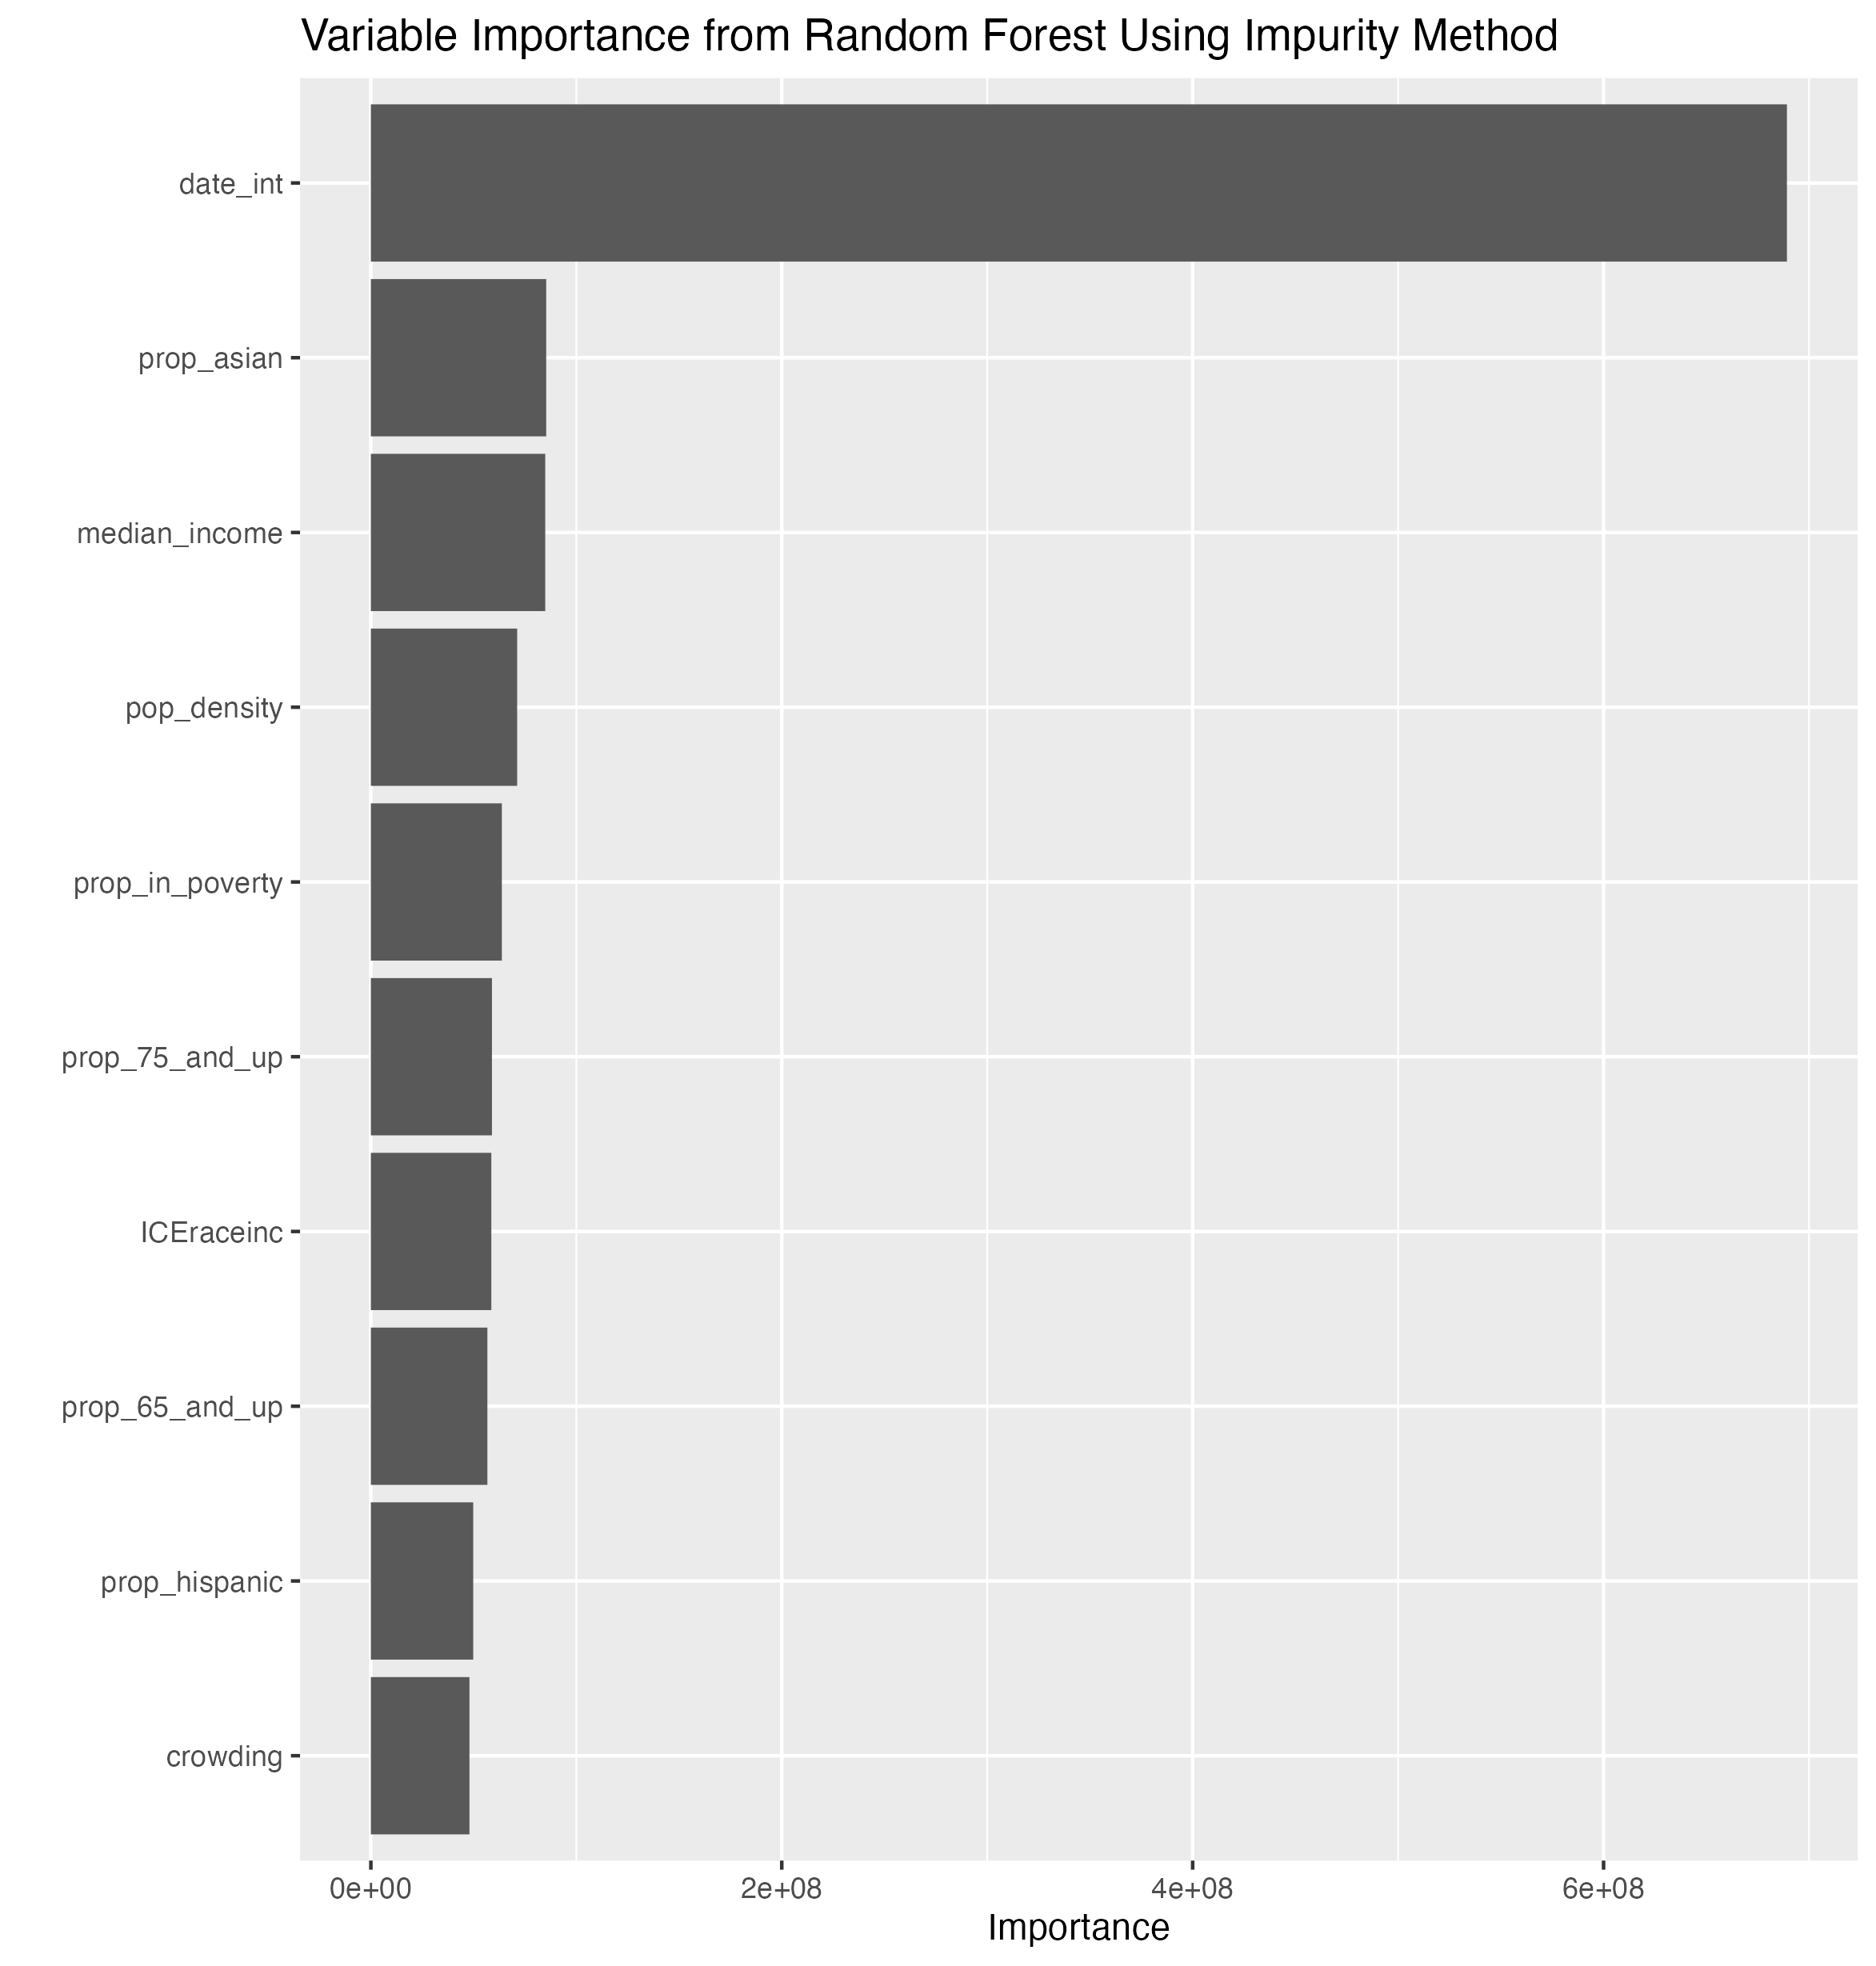 Variable Importance from Random Forest Using Impurity Method
date_int
prop_asian
median_income
pop_density
prop_in_poverty
prop_75_and_up
ICEraceinc
prop_65_and_up
prop_hispanic
crowding
0e+00 2e+08 4e+08 6e+08
Importance